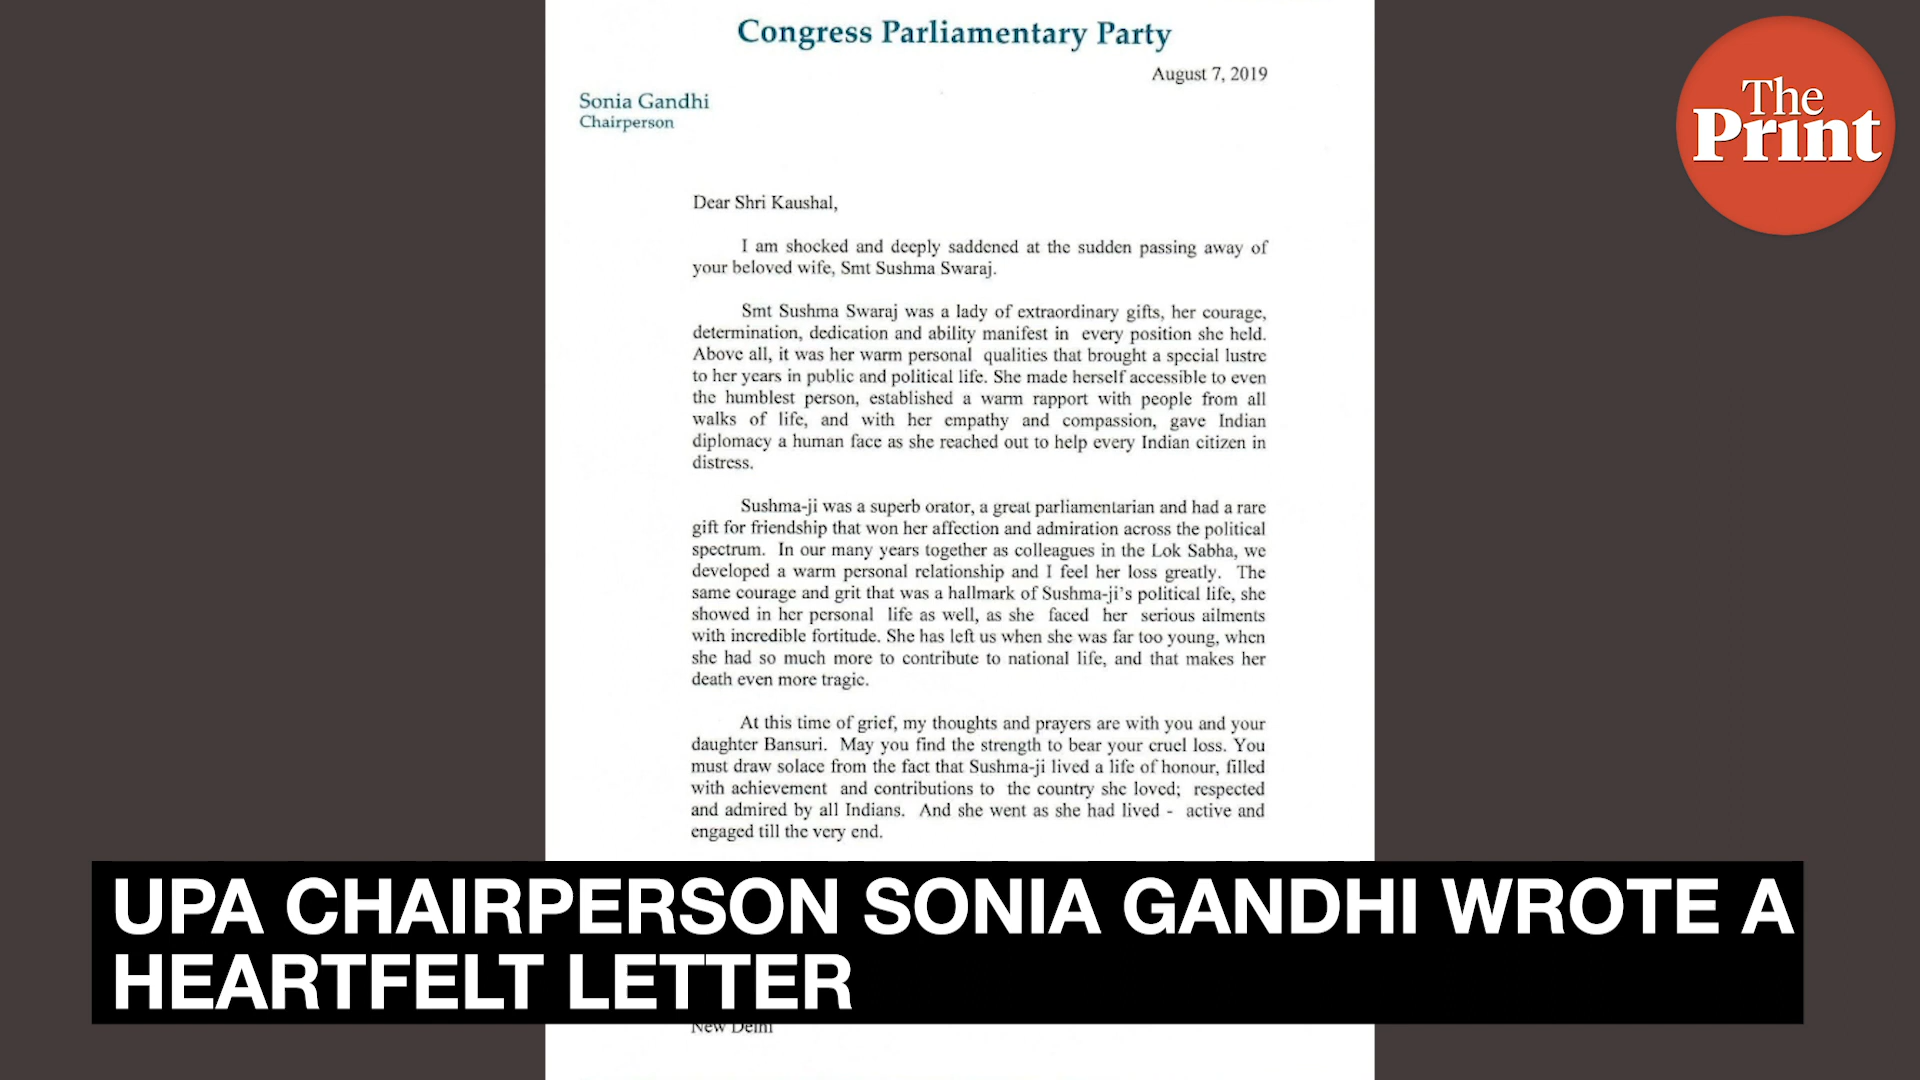 Congress Parliamentary Party
August 7, 2019
Sonia Gandhi
Chairperson
The
Print
Dear Shri Kaushal,
I am shocked and deeply saddened at the sudden passing away of
your beloved wife, Smt Sushma Swaraj.
Smt Sushma Swaraj was a lady of extraordinary gifts, her courage,
determination, dedication and ability manifest in every position she held.
Above all, it was her warm personal qualities that brought a special lustre
to her years in public and political life. She made herself accessible to even
the humblest person, established a warm rapport with people from all
walks of life, and with her empathy and compassion, gave Indian
diplomacy a human face as she reached out to help every Indian citizen in
distress.
Sushma-ji was a superb orator, a great parliamentarian and had a rare
gift for friendship that won her affection and admiration across the political
spectrum. In our many years together as colleagues in the Lok Sabha, we
developed a warm personal relationship and I feel her loss greatly. The
same courage and grit that was a hallmark of Sushma-ji's political life, she
showed in her personal life as well, as she faced her serious ailments
with incredible fortitude. She has left us when she was far too young, when
she had so much more to contribute to national life, and that makes her
death even more tragic.
At this time of grief, my thoughts and prayers are with you and your
daughter Bansuri. May you find the strength to bear your cruel loss. You
must draw solace from the fact that Sushma-ji lived a life of honour, filled
with achievement and contributions to the country she loved; respected
and admired by all Indians. And she went as she had lived - active and
engaged till the very end.
UPA CHAIRPERSON SONIA GANDHI WROTE A
HEARTFELT LETTER
New Delhi